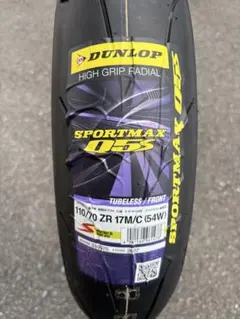 DUNLOP
HIGH GRIP RADIAL
SPORTMAX
Q5S
TUBELESS/FRONT
110/70 ZR 17M/C (54W)
SPORTMAX Q5S